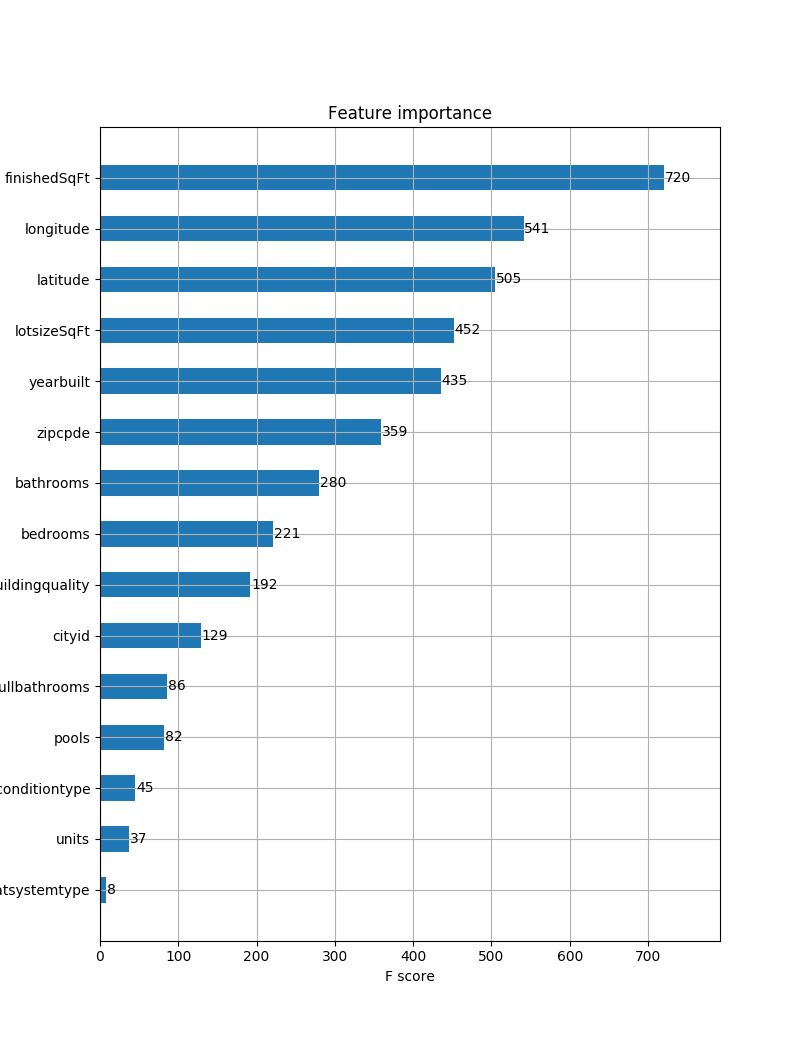 Feature importance
finishedSqFt 720
longitude 541
latitude 505
lotsizeSqFt 452
yearbuilt 435
zipcpde 359
bathrooms 280
bedrooms 221
uildingquality 192
cityid 129
ullbathrooms 86
pools 82
conditiontype 45
units 37
atsystemtype 8
0 100 200 300 400 500 600 700
F score